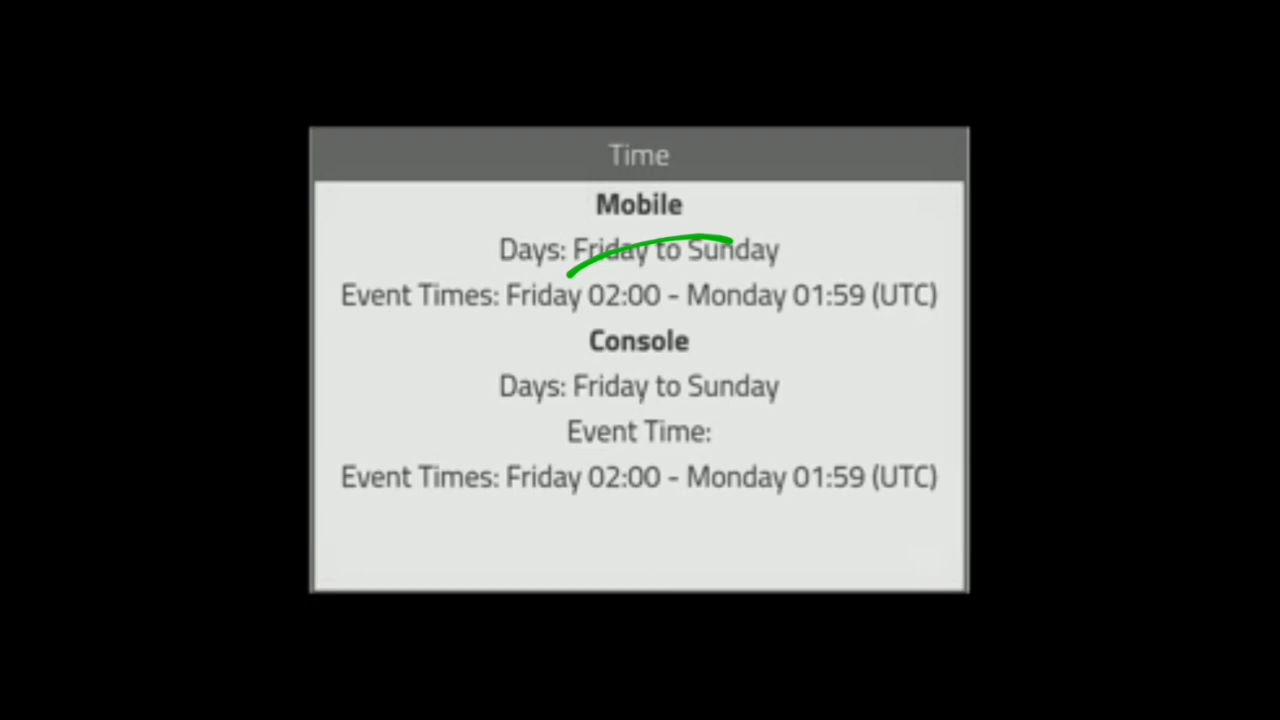 Time
Mobile
Days: Friday to Sunday
Event Times: Friday 02:00 - Monday 01:59 (UTC)
Console
Days: Friday to Sunday
Event Time:
Event Times: Friday 02:00 - Monday 01:59 (UTC)